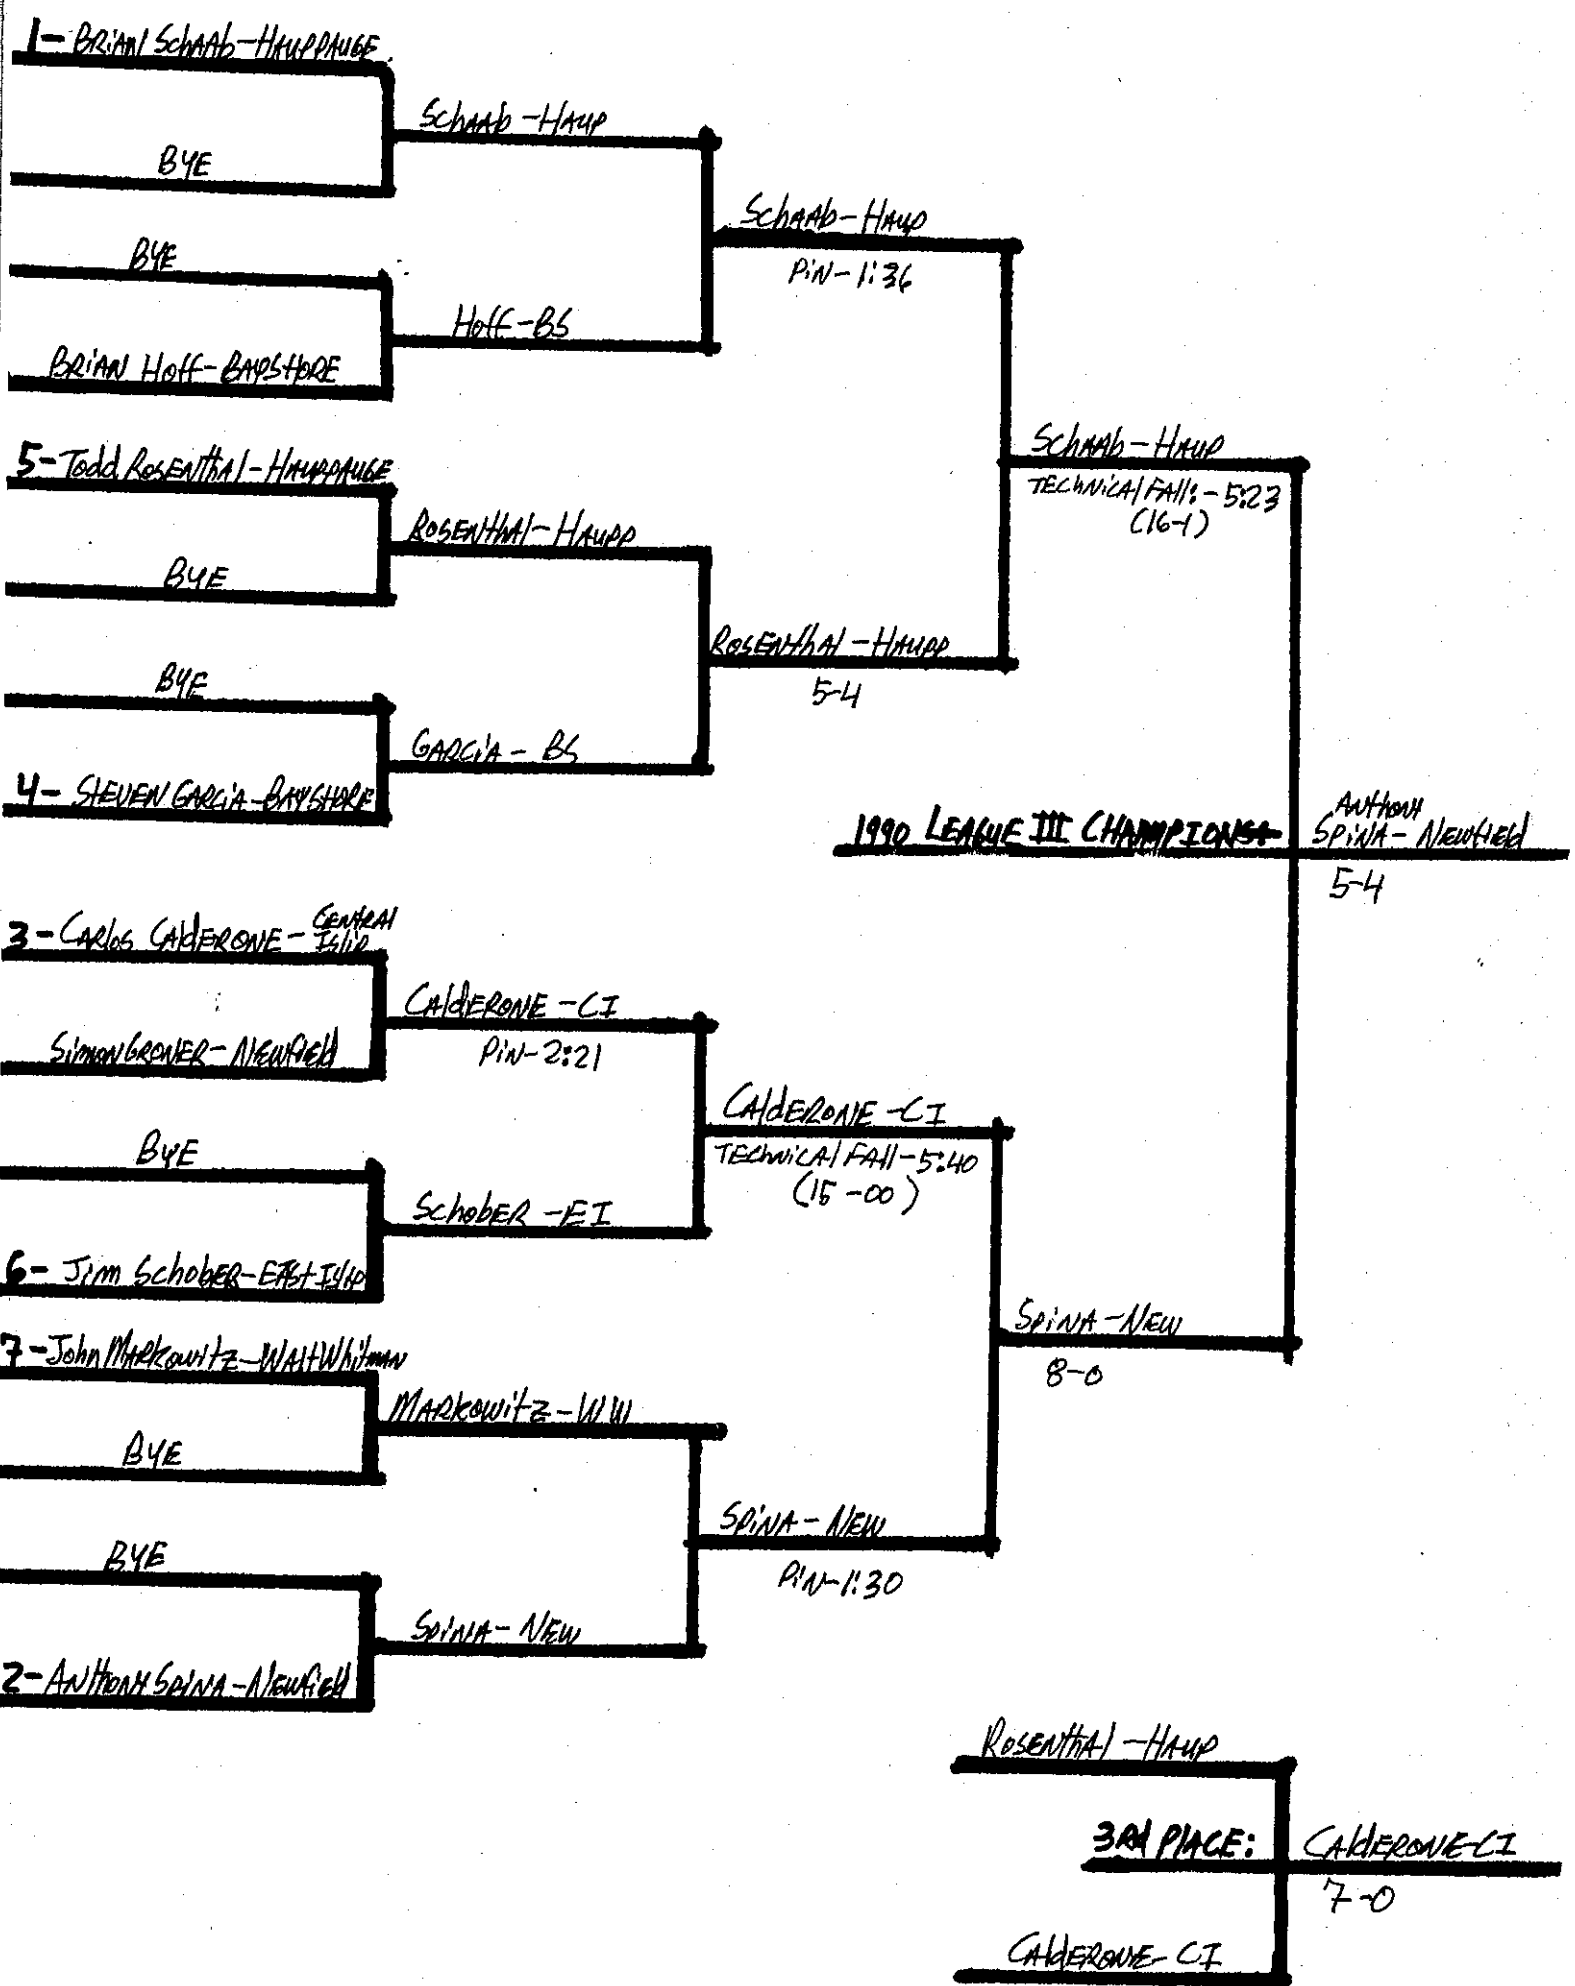 1- Brian Schaab-Hauppauge
Bye
Bye
Brian Hoff-Bayshore
5-Todd Rosenthal-Hauppauge
Bye
Bye
4- Steven Garcia-Bayshore
3-Carlos Calderone-Central
Islip
Simon Groner-Newfield
Bye
6- Jim Schober-East Islip
7-John Markowitz-Walt Whitman
Bye
Bye
2-Anthony Spina-Newfield
Schaab-Haup
Hoff-BS
Rosenthal-Haupp
Garcia- BS
Calderone-CI
Pin-2:21
Schober-EI
Markowitz-WW
Spina-New
Schaab-Haup
Pin-1:36
Rosenthal-Haupp
5-4
Calderone-CI
Technical Fall-5:40
(15-00)
Spina-New
Pin-1:30
Schaab-Haup
Technical Fall:-5:23
(16-1)
Spina-New
8-0
1990 League III Champion
Anthony
Spina-Newfield
5-4
Rosenthal-Haup
3rd Place:
Calderone-CI
Calderone-CI
7-0